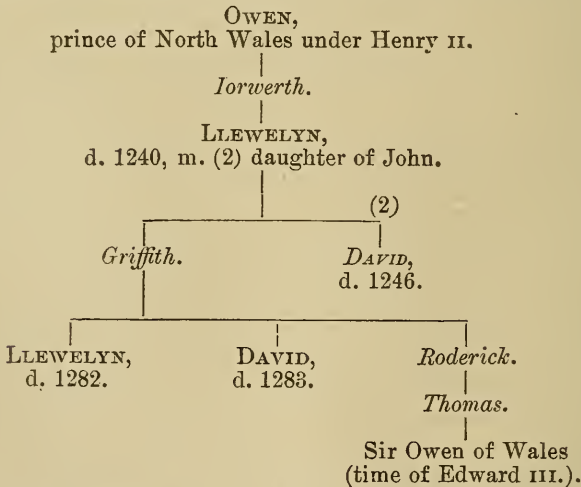 OWEN,
prince of North Wales under Henry II.
Iorwerth.
LLEWELYN,
d. 1240, m. (2) daughter of John.
(2)
Griffith. DAVID,
d. 1246.
LLEWELYN, DAVID, Roderick.
d. 1282. d. 1283.
Thomas.
Sir Owen of Wales
(time of Edward III.).